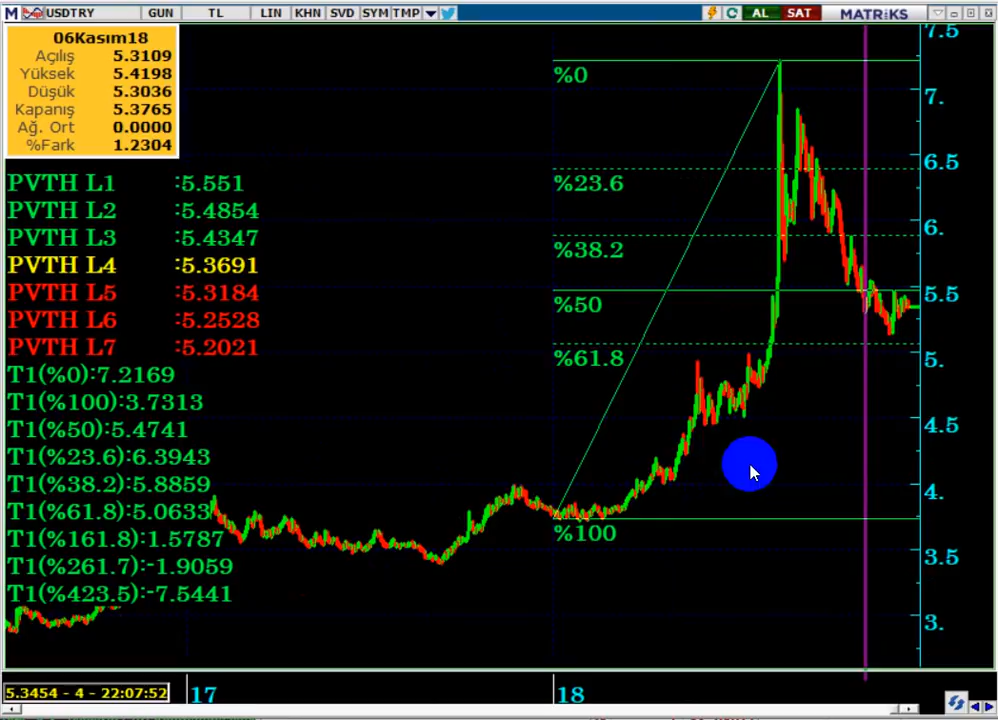 M USDTRY GUN TL LIN KHN SVD SYM TMP AL SAT MATRİKS
06Kasım18
Açılış 5.3109
Yüksek 5.4198
Düşük 5.3036
Kapanış 5.3765
Ağ. Ort 0.0000
%Fark 1.2304
PVTH L1 :5.551
PVTH L2 :5.4854
PVTH L3 :5.4347
PVTH L4 :5.3691
PVTH L5 :5.3184
PVTH L6 :5.2528
PVTH L7 :5.2021
T1(%0):7.2169
T1(%100):3.7313
T1(%50):5.4741
T1(%23.6):6.3943
T1(%38.2):5.8859
T1(%61.8):5.0633
T1(%161.8):1.5787
T1(%261.7):-1.9059
T1(%423.5):-7.5441
%0
%23.6
%38.2
%50
%61.8
%100
7.5
7.
6.5
6.
5.5
5.
4.5
4.
3.5
3.
5.3454 - 4 - 22:07:52
17
18